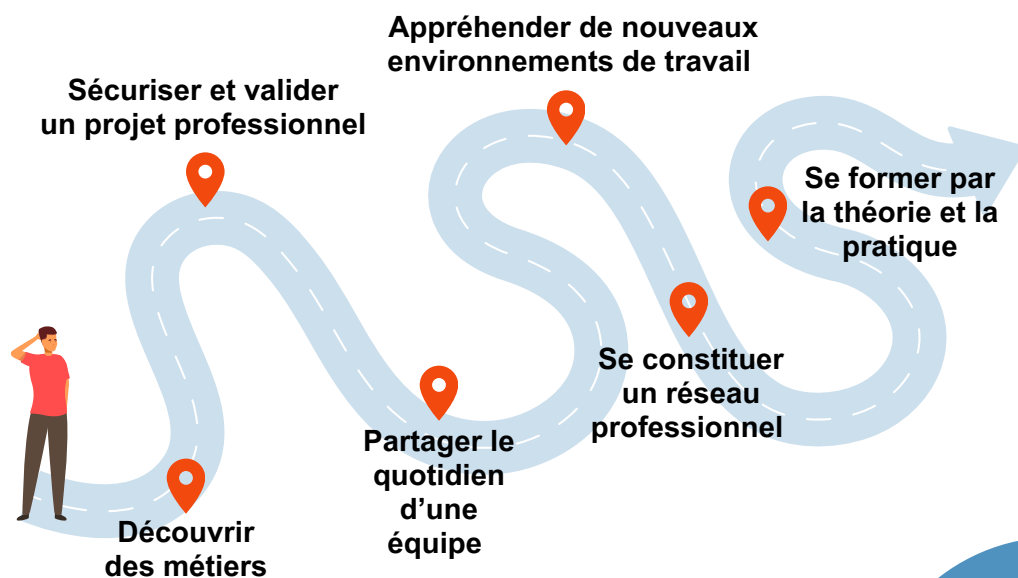 Découvrir
des métiers
Sécuriser et valider
un projet professionnel
Partager le
quotidien
d’une
équipe
Appréhender de nouveaux
environnements de travail
Se constituer
un réseau
professionnel
Se former par
la théorie et la
pratique